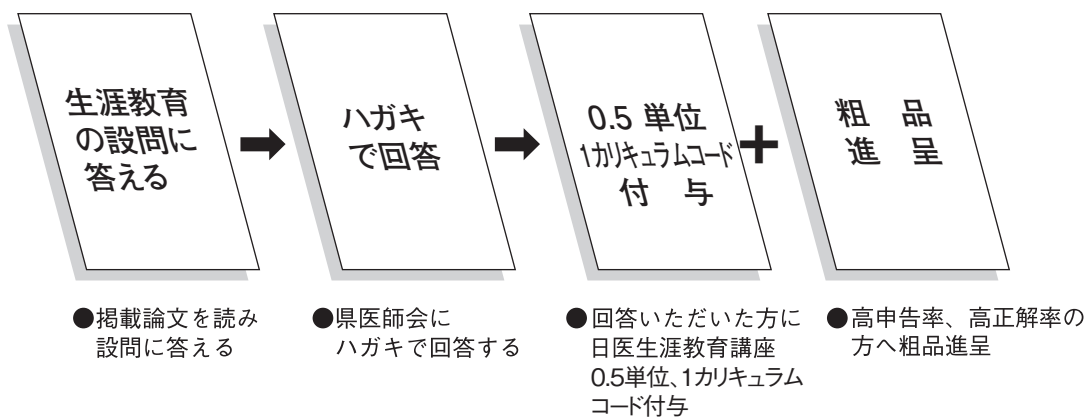 生涯教育
の設問に
答える
ハガキ
で回答
0.5 単位
1カリキュラムコード
付 与
粗 品
進 呈
●掲載論文を読み
設問に答える
●県医師会に
ハガキで回答する
●回答いただいた方に
日医生涯教育講座
0.5単位、1カリキュラム
コード付与
●高申告率、高正解率の
方へ粗品進呈